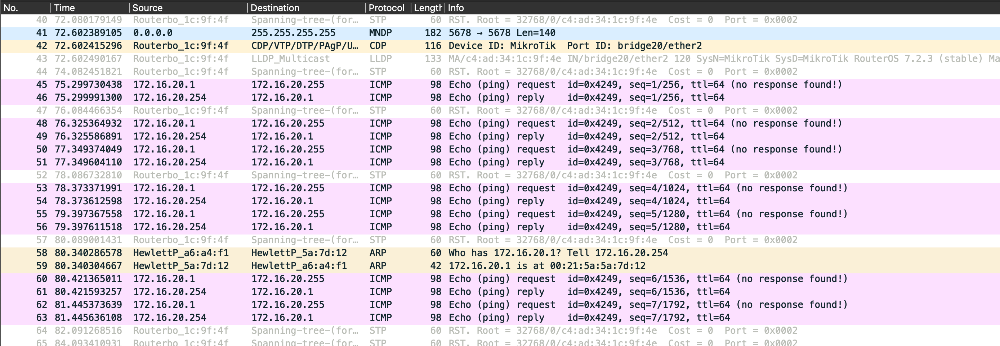 No. Time Source Destination Protocol Length Info
40 72.080179149 Routerbo_1c:9f:4f Spanning-tree-(for… STP 60 RST. Root = 32768/0/c4:ad:34:1c:9f:4e Cost = 0 Port = 0x0002
41 72.602389105 0.0.0.0 255.255.255.255 MNDP 182 5678 → 5678 Len=140
42 72.602415296 Routerbo_1c:9f:4f CDP/VTP/DTP/PAgP/U… CDP 116 Device ID: MikroTik Port ID: bridge20/ether2
43 72.602490167 Routerbo_1c:9f:4f LLDP_Multicast LLDP 133 MA/c4:ad:34:1c:9f:4e IN/bridge20/ether2 120 SysN=MikroTik SysD=MikroTik RouterOS 7.2.3 (stable) Ma
44 74.082451821 Routerbo_1c:9f:4f Spanning-tree-(for… STP 60 RST. Root = 32768/0/c4:ad:34:1c:9f:4e Cost = 0 Port = 0x0002
45 75.299730438 172.16.20.1 172.16.20.255 ICMP 98 Echo (ping) request id=0x4249, seq=1/256, ttl=64 (no response found!)
46 75.299991300 172.16.20.254 172.16.20.1 ICMP 98 Echo (ping) reply id=0x4249, seq=1/256, ttl=64
47 76.084466354 Routerbo_1c:9f:4f Spanning-tree-(for… STP 60 RST. Root = 32768/0/c4:ad:34:1c:9f:4e Cost = 0 Port = 0x0002
48 76.325364932 172.16.20.1 172.16.20.255 ICMP 98 Echo (ping) request id=0x4249, seq=2/512, ttl=64 (no response found!)
49 76.325586891 172.16.20.254 172.16.20.1 ICMP 98 Echo (ping) reply id=0x4249, seq=2/512, ttl=64
50 77.349374049 172.16.20.1 172.16.20.255 ICMP 98 Echo (ping) request id=0x4249, seq=3/768, ttl=64 (no response found!)
51 77.349604110 172.16.20.254 172.16.20.1 ICMP 98 Echo (ping) reply id=0x4249, seq=3/768, ttl=64
52 78.086732810 Routerbo_1c:9f:4f Spanning-tree-(for… STP 60 RST. Root = 32768/0/c4:ad:34:1c:9f:4e Cost = 0 Port = 0x0002
53 78.373371991 172.16.20.1 172.16.20.255 ICMP 98 Echo (ping) request id=0x4249, seq=4/1024, ttl=64 (no response found!)
54 78.373612598 172.16.20.254 172.16.20.1 ICMP 98 Echo (ping) reply id=0x4249, seq=4/1024, ttl=64
55 79.397367558 172.16.20.1 172.16.20.255 ICMP 98 Echo (ping) request id=0x4249, seq=5/1280, ttl=64 (no response found!)
56 79.397611518 172.16.20.254 172.16.20.1 ICMP 98 Echo (ping) reply id=0x4249, seq=5/1280, ttl=64
57 80.089001431 Routerbo_1c:9f:4f Spanning-tree-(for… STP 60 RST. Root = 32768/0/c4:ad:34:1c:9f:4e Cost = 0 Port = 0x0002
58 80.340286578 HewlettP_a6:a4:f1 HewlettP_5a:7d:12 ARP 60 Who has 172.16.20.1? Tell 172.16.20.254
59 80.340304667 HewlettP_5a:7d:12 HewlettP_a6:a4:f1 ARP 42 172.16.20.1 is at 00:21:5a:5a:7d:12
60 80.421365011 172.16.20.1 172.16.20.255 ICMP 98 Echo (ping) request id=0x4249, seq=6/1536, ttl=64 (no response found!)
61 80.421593257 172.16.20.254 172.16.20.1 ICMP 98 Echo (ping) reply id=0x4249, seq=6/1536, ttl=64
62 81.445373639 172.16.20.1 172.16.20.255 ICMP 98 Echo (ping) request id=0x4249, seq=7/1792, ttl=64 (no response found!)
63 81.445636108 172.16.20.254 172.16.20.1 ICMP 98 Echo (ping) reply id=0x4249, seq=7/1792, ttl=64
64 82.091268516 Routerbo_1c:9f:4f Spanning-tree-(for… STP 60 RST. Root = 32768/0/c4:ad:34:1c:9f:4e Cost = 0 Port = 0x0002
65 84.093410931 Routerbo_1c:9f:4f Spanning-tree-(for… STP 60 RST. Root = 32768/0/c4:ad:34:1c:9f:4e Cost = 0 Port = 0x0002